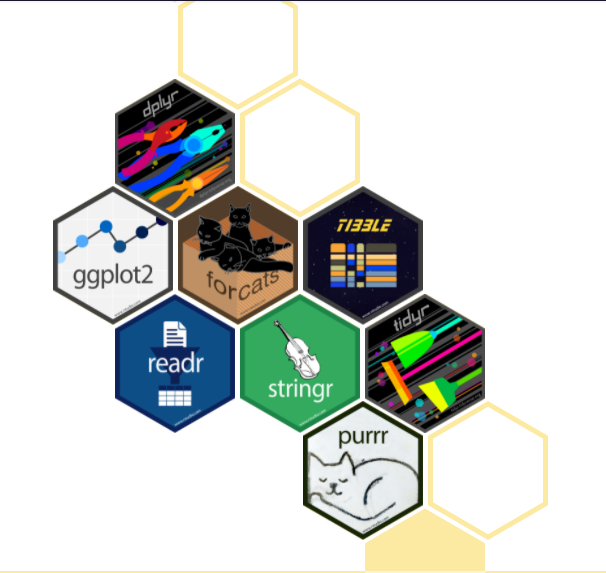 dplyr
ggplot2
forcats
TIBBLE
readr
stringr
tidyr
purrr